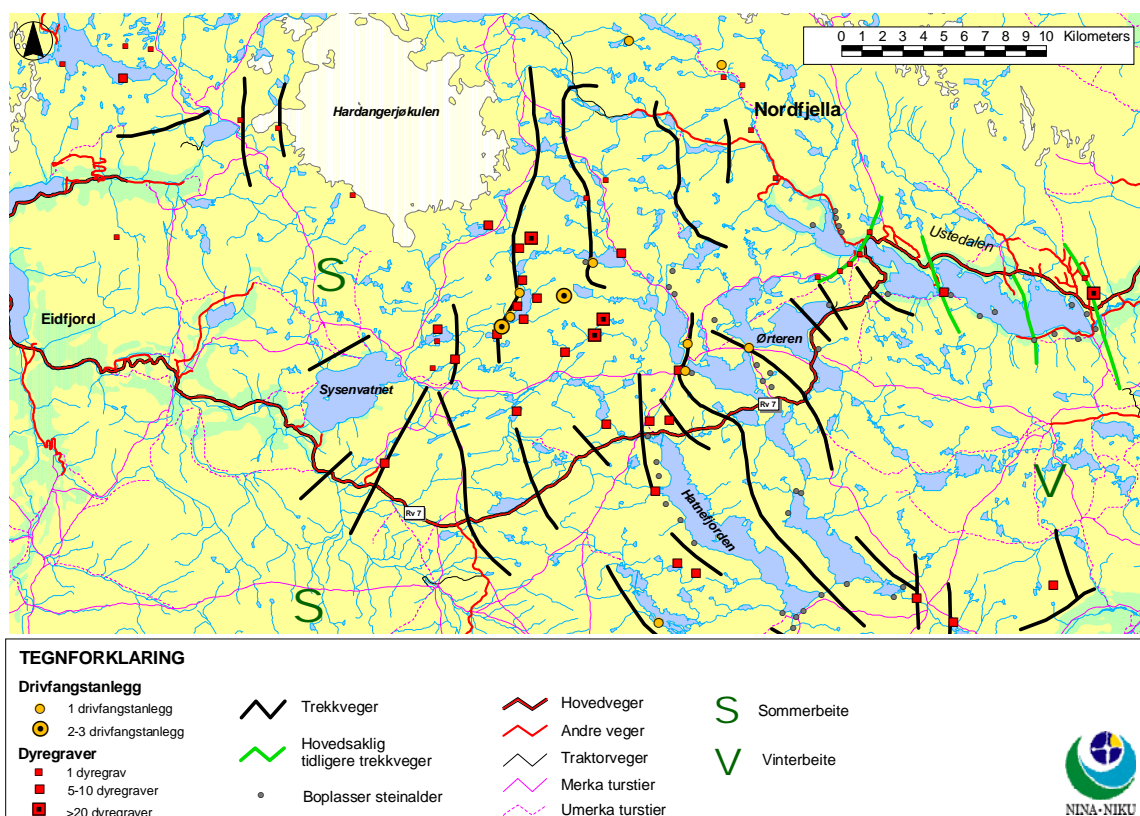 0 1 2 3 4 5 6 7 8 9 10 Kilometers
Hardangerjøkulen
Nordfjella
Ustedalen
S
Eidfjord
Sysenvatnet
Ørteren
Rv 7
Rv 7
V
Hatnefjorden
S
TEGNFORKLARING
Drivfangstanlegg
1 drivfangstanlegg
2-3 drivfangstanlegg
Dyregraver
1 dyregrav
5-10 dyregraver
>20 dyregraver
Trekkveger
Hovedsaklig
tidligere trekkveger
Boplasser steinalder
Hovedveger
Andre veger
Traktorveger
Merka turstier
Umerka turstier
S Sommerbeite
V Vinterbeite
NINA•NIKU